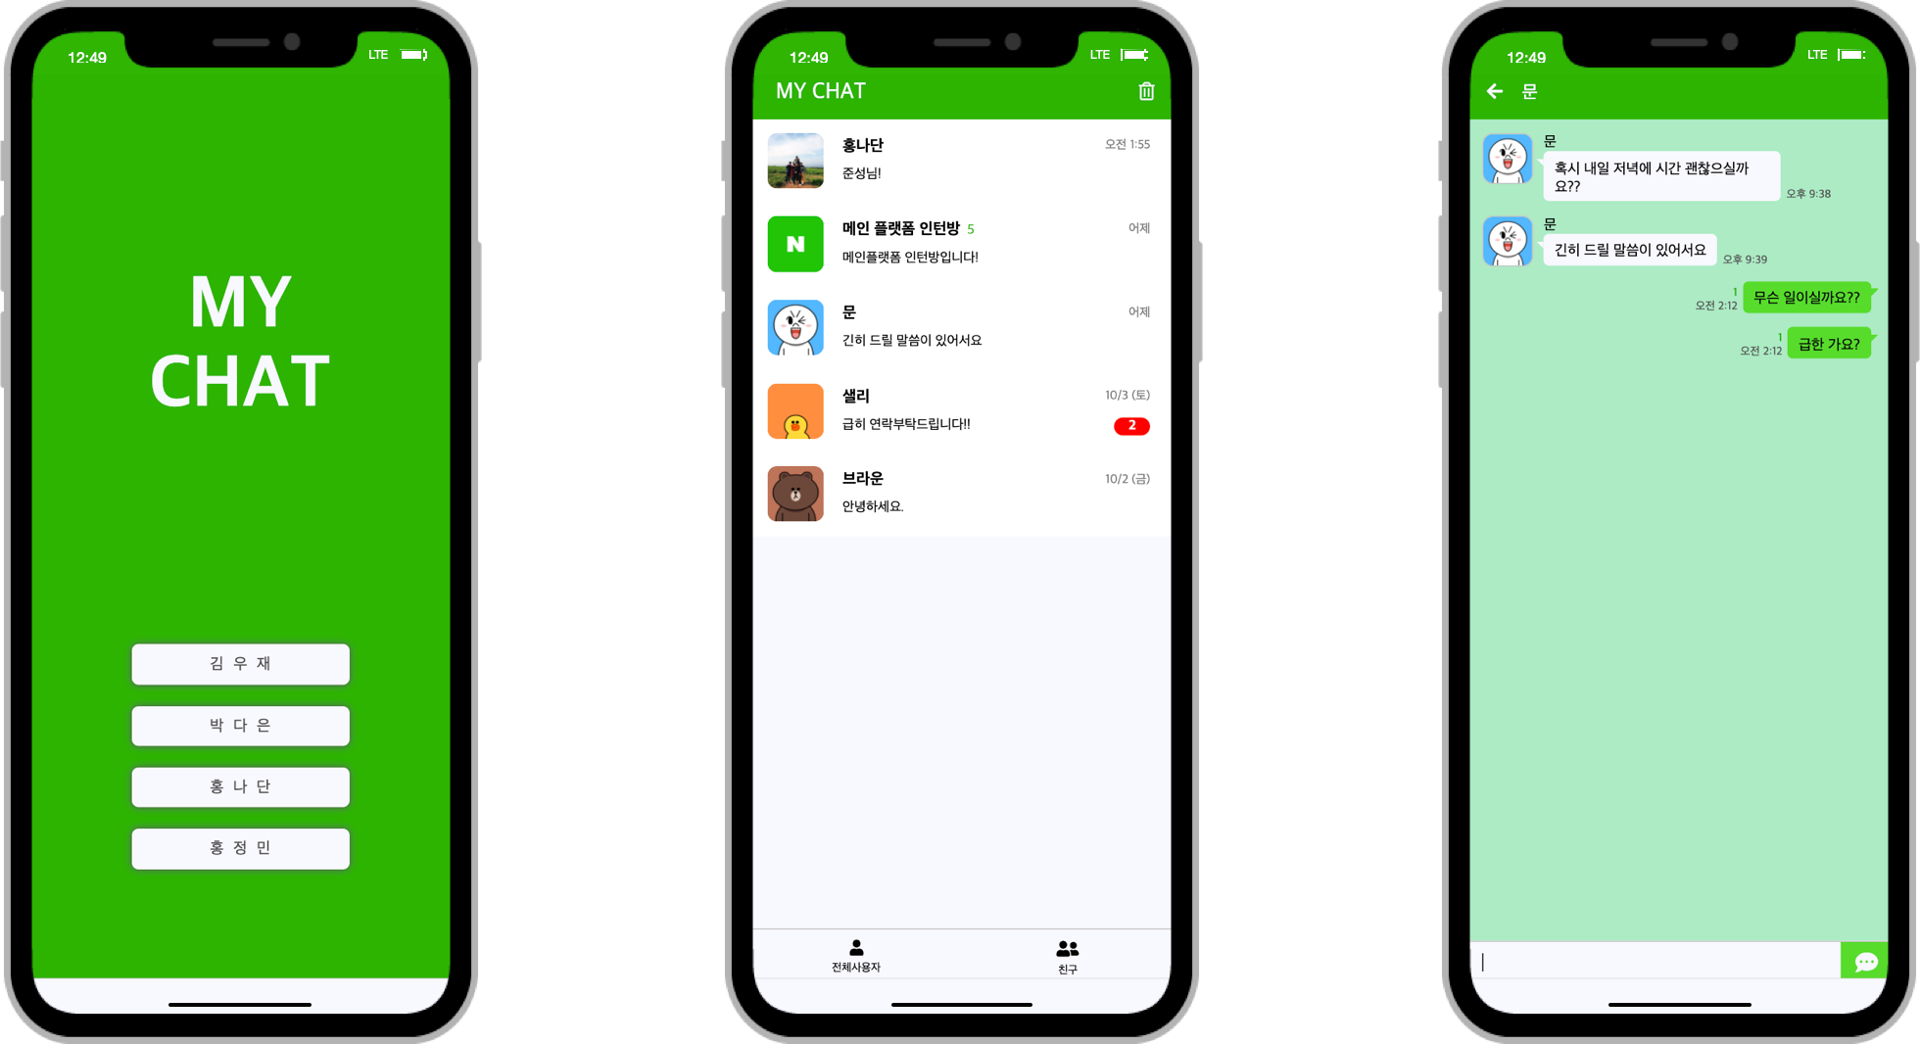 12:49
LTE
MY
CHAT
김 우 재
박 다 은
홍 나 단
홍 정 민
12:49
LTE
MY CHAT
홍나단
오전 1:55
준성님!
N
메인 플랫폼 인턴방 5
어제
메인플랫폼 인턴방입니다!
문
어제
긴히 드릴 말씀이 있어서요
샐리
10/3 (토)
급히 연락부탁드립니다!!
2
브라운
10/2 (금)
안녕하세요.
전체사용자
친구
12:49
LTE
문
문
혹시 내일 저녁에 시간 괜찮으실까
요??
오후 9:38
문
긴히 드릴 말씀이 있어서요
오후 9:39
1
오전 2:12
무슨 일이실까요??
1
오전 2:12
급한 가요?